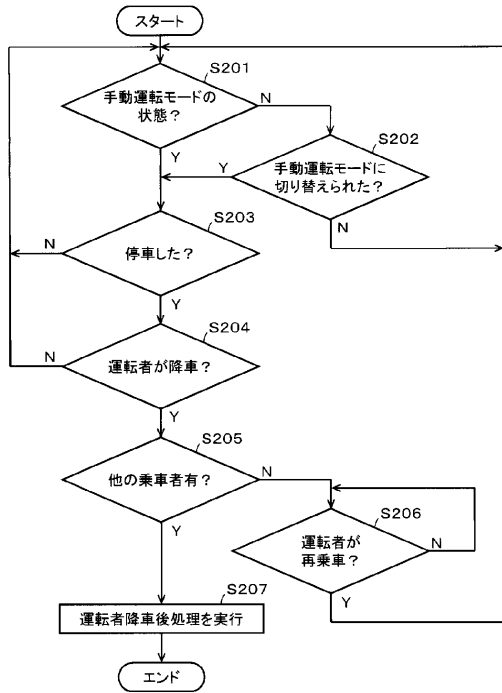 スタート
S201
手動運転モードの
状態？
N
Y
S202
手動運転モードに
切り替えられた？
Y
N
S203
停車した？
N
Y
S204
運転者が降車？
N
Y
S205
他の乗車者有？
N
Y
S206
運転者が
再乗車？
N
Y
S207
運転者降車後処理を実行
エンド